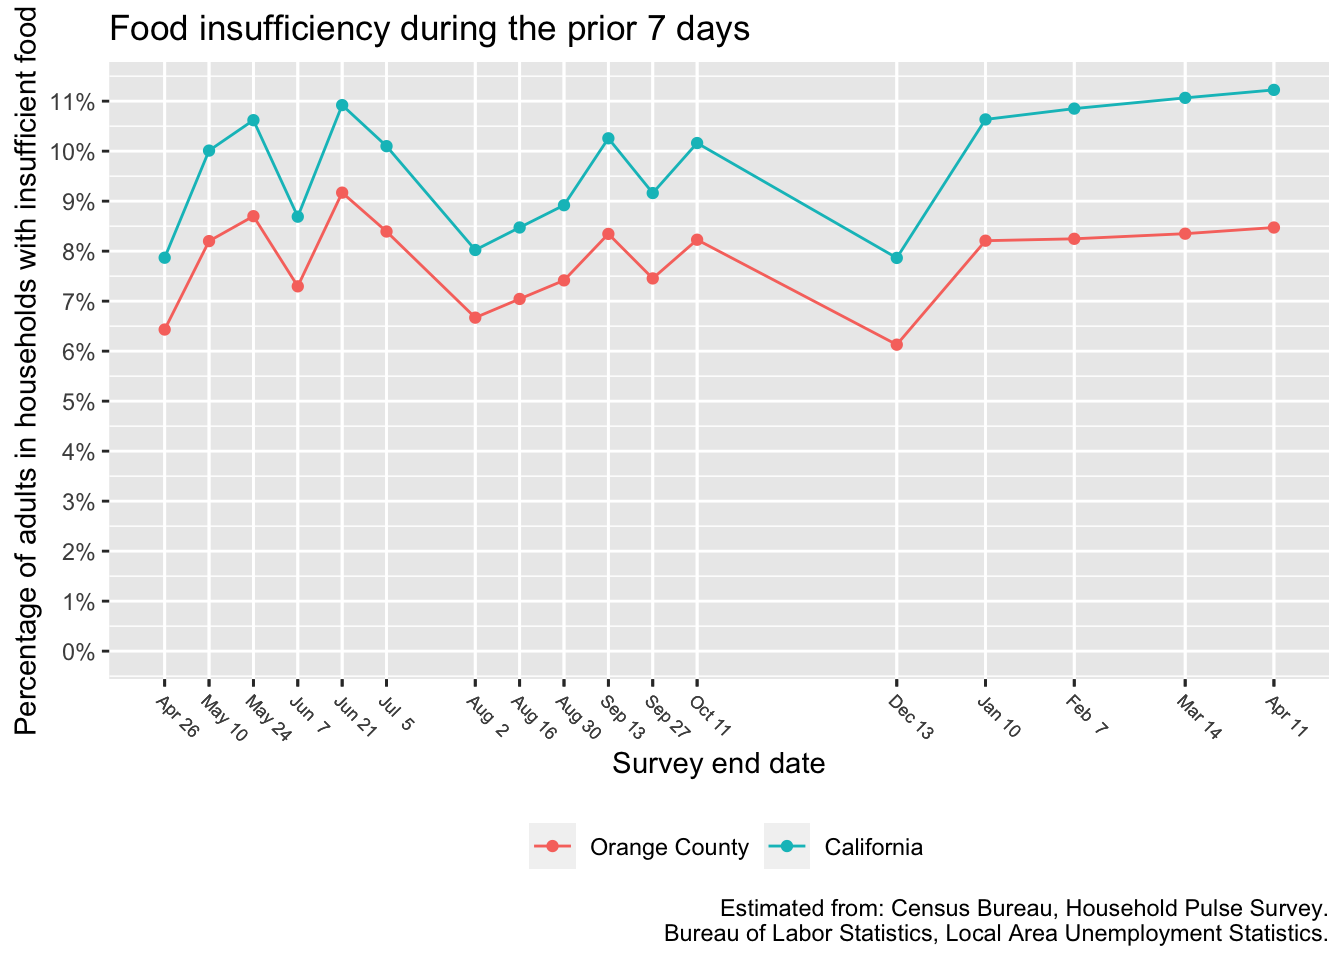 Food insufficiency during the prior 7 days
Percentage of adults in households with insufficient food
11%
10%
9%
8%
7%
6%
5%
4%
3%
2%
1%
0%
Apr 26
May 10
May 24
Jun 7
Jun 21
Jul 5
Aug 2
Aug 16
Aug 30
Sep 13
Sep 27
Oct 11
Dec 13
Jan 10
Feb 7
Mar 14
Apr 11
Survey end date
Orange County
California
Estimated from: Census Bureau, Household Pulse Survey.
Bureau of Labor Statistics, Local Area Unemployment Statistics.